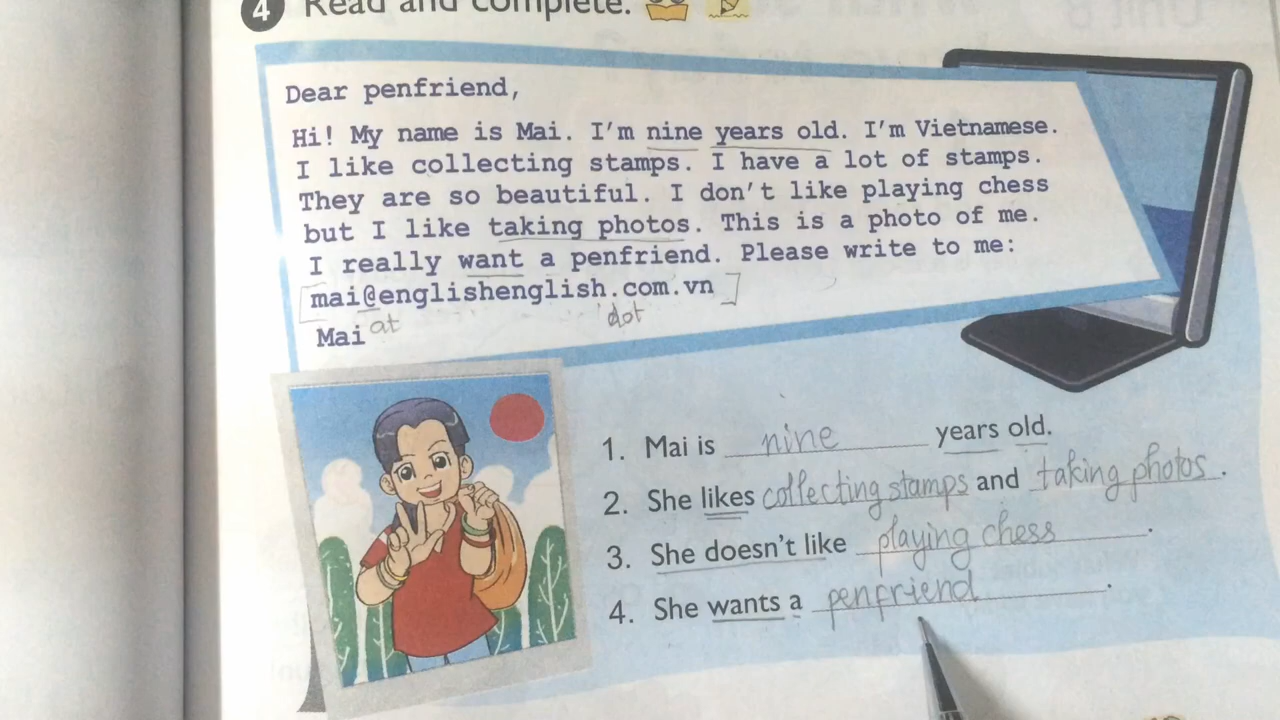 4 Read and complete.
Dear penfriend,
Hi! My name is Mai. I'm nine years old. I'm Vietnamese.
I like collecting stamps. I have a lot of stamps.
They are so beautiful. I don't like playing chess
but I like taking photos. This is a photo of me.
I really want a penfriend. Please write to me:
mai@englishenglish.com.vn
at dot
Mai
1. Mai is nine years old.
2. She likes collecting stamps and taking photos.
3. She doesn't like playing chess.
4. She wants a penfriend.